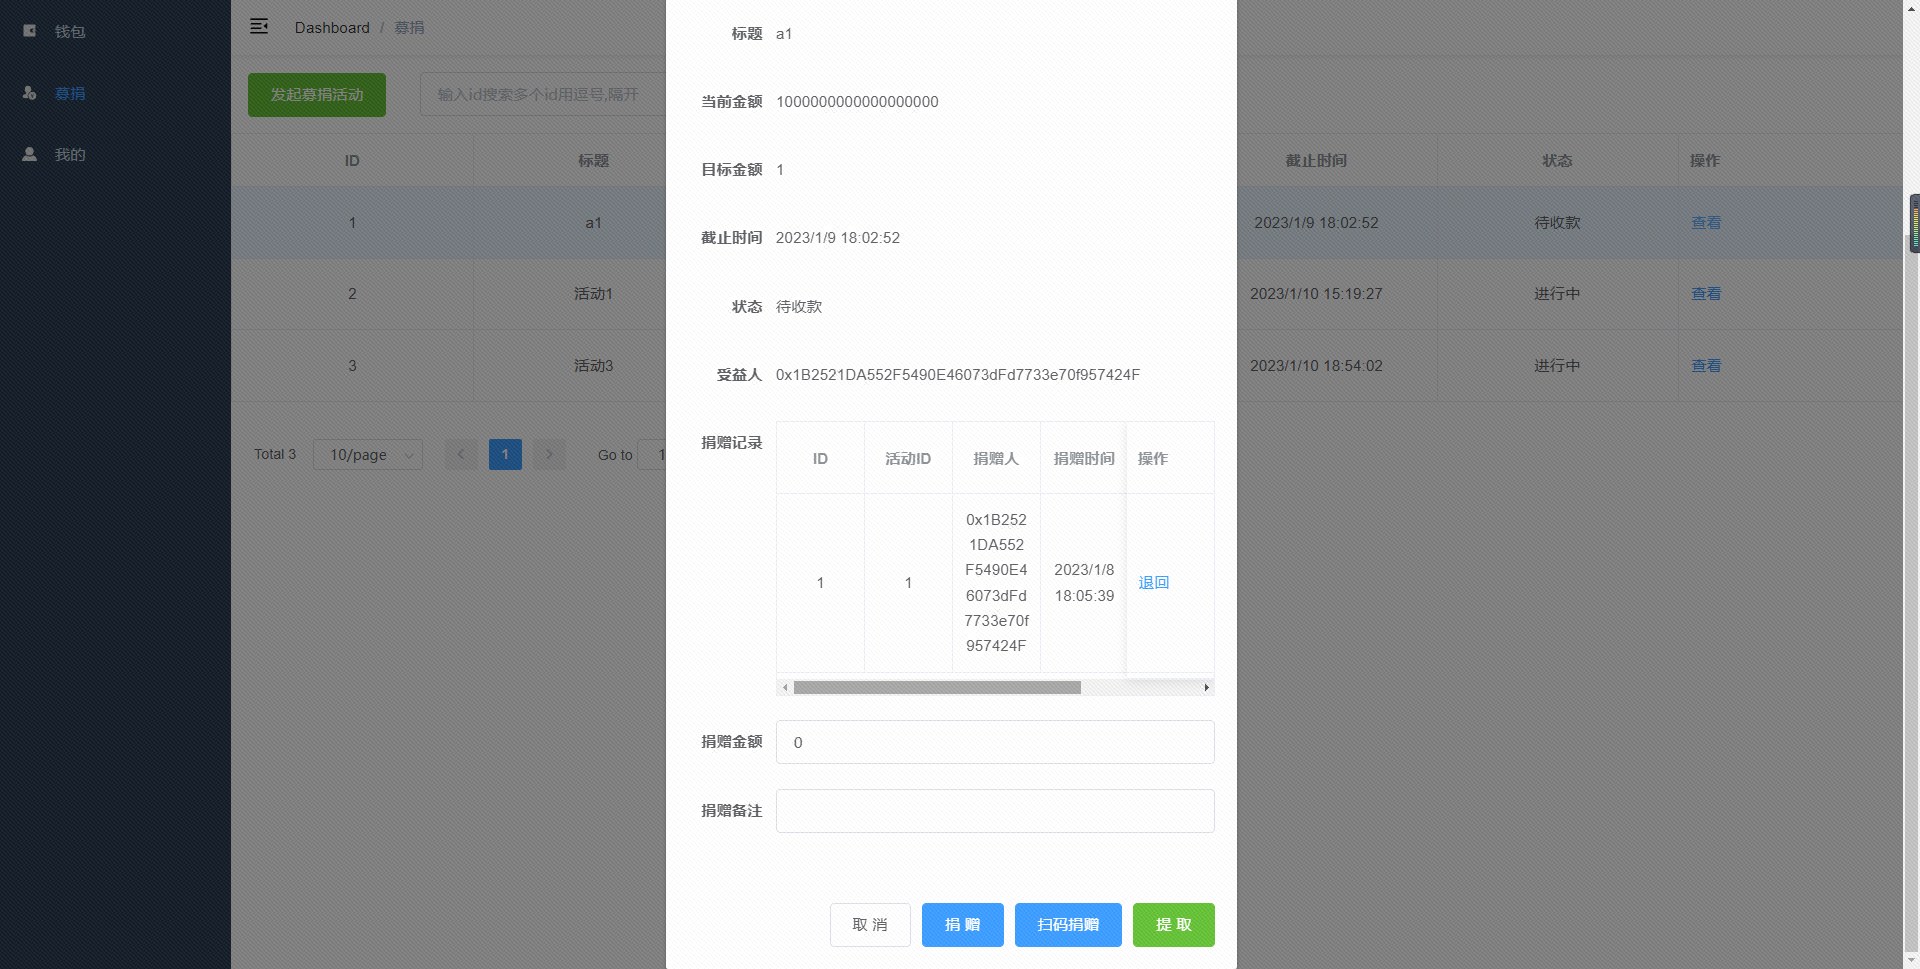 钱包
募捐
我的
Dashboard / 募捐
发起募捐活动
输入id搜索多个id用逗号,隔开
ID 标题 截止时间 状态 操作
1 a1 2023/1/9 18:02:52 待收款 查看
2 活动1 2023/1/10 15:19:27 进行中 查看
3 活动3 2023/1/10 18:54:02 进行中 查看
Total 3 10/page 1 Go to 1
标题 a1
当前金额 1000000000000000000
目标金额 1
截止时间 2023/1/9 18:02:52
状态 待收款
受益人 0x1B2521DA552F5490E46073dFd7733e70f957424F
捐赠记录
ID 活动ID 捐赠人 捐赠时间 操作
1 1
0x1B252
1DA552
F5490E4
6073dFd
7733e70f
957424F
2023/1/8
18:05:39
退回
捐赠金额 0
捐赠备注
取 消 捐 赠 扫码捐赠 提 取